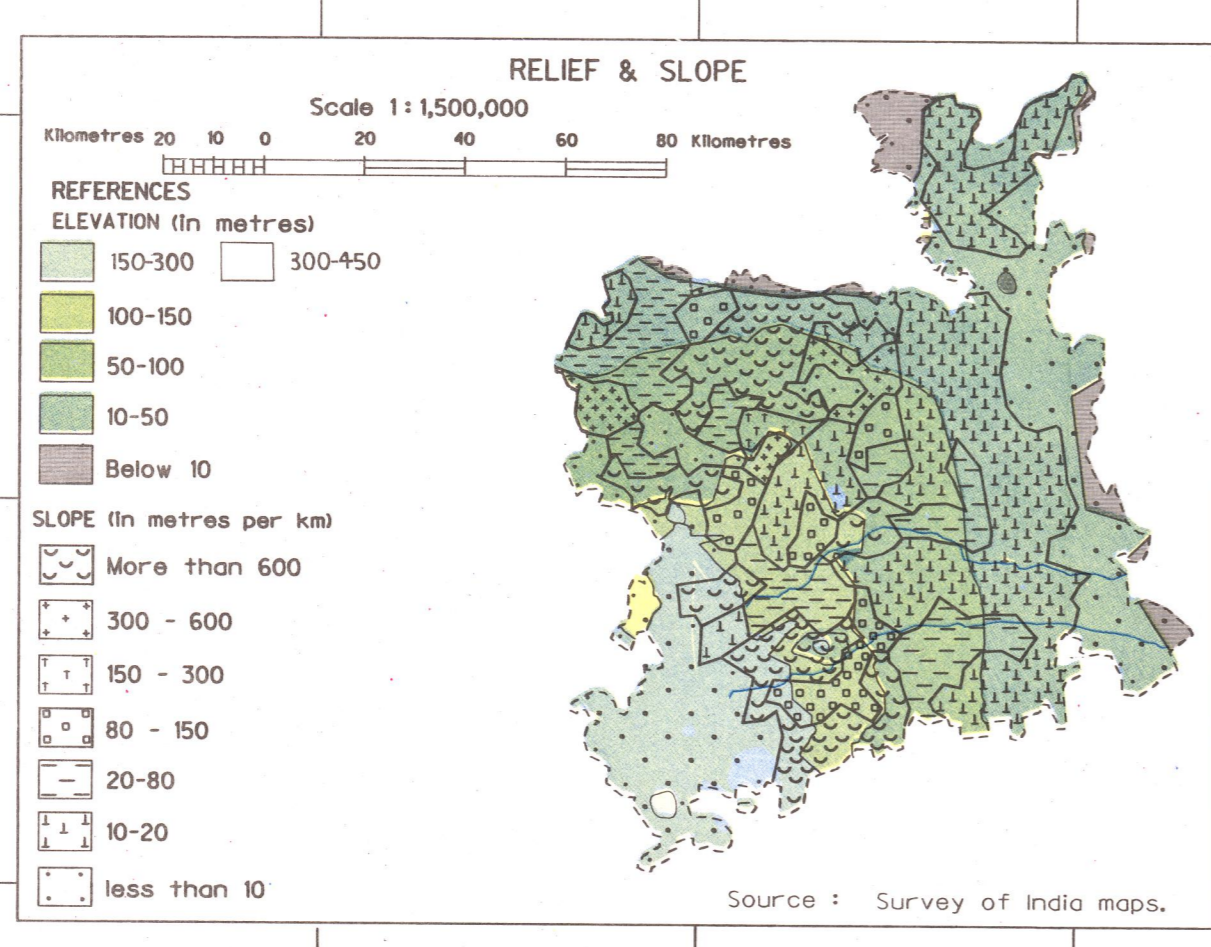 RELIEF & SLOPE
Scale 1:1,500,000
Kilometres 20 10 0 20 40 60 80 Kilometres
REFERENCES
ELEVATION (in metres)
150-300 300-450
100-150
50-100
10-50
Below 10
SLOPE (in metres per km)
More than 600
300 - 600
150 - 300
80 - 150
20-80
10-20
less than 10
Source : Survey of India maps.